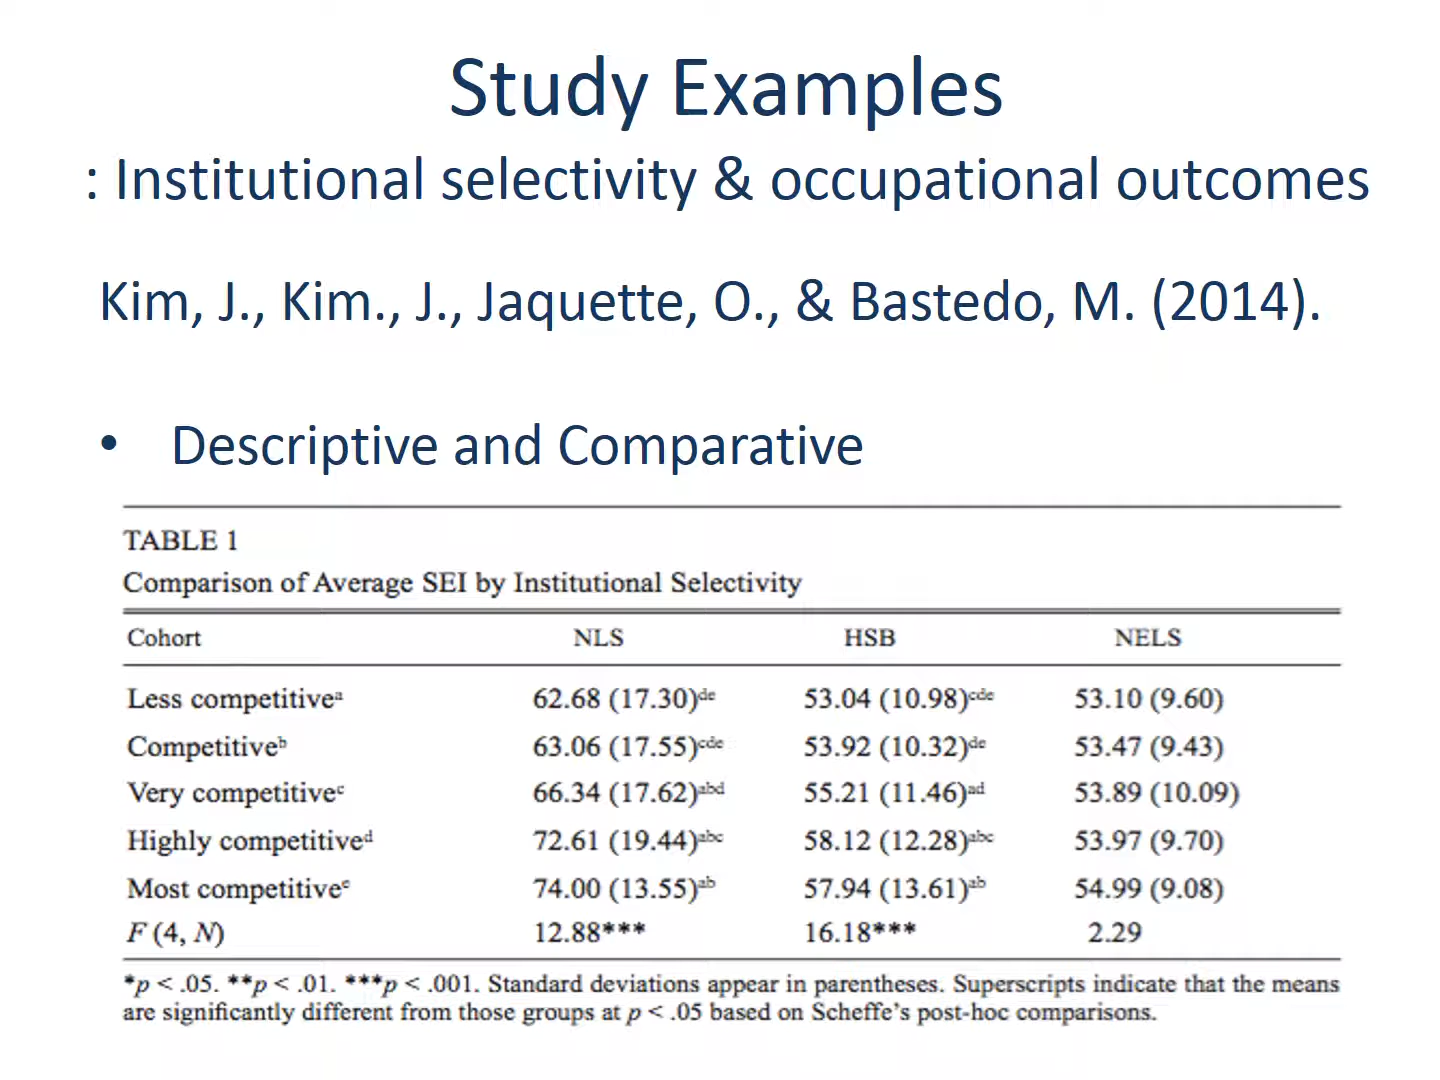 Study Examples
: Institutional selectivity & occupational outcomes
Kim, J., Kim., J., Jaquette, O., & Bastedo, M. (2014).
• Descriptive and Comparative
TABLE 1
Comparison of Average SEI by Institutional Selectivity
Cohort NLS HSB NELS
Less competitiveᵃ 62.68 (17.30)ᵈᵉ 53.04 (10.98)ᶜᵈᵉ 53.10 (9.60)
Competitiveᵇ 63.06 (17.55)ᶜᵈᵉ 53.92 (10.32)ᵈᵉ 53.47 (9.43)
Very competitiveᶜ 66.34 (17.62)ᵃᵇᵈ 55.21 (11.46)ᵃᵈ 53.89 (10.09)
Highly competitiveᵈ 72.61 (19.44)ᵃᵇᶜ 58.12 (12.28)ᵃᵇᶜ 53.97 (9.70)
Most competitiveᵉ 74.00 (13.55)ᵃᵇ 57.94 (13.61)ᵃᵇ 54.99 (9.08)
F (4, N) 12.88*** 16.18*** 2.29
*p < .05. **p < .01. ***p < .001. Standard deviations appear in parentheses. Superscripts indicate that the means
are significantly different from those groups at p < .05 based on Scheffe's post-hoc comparisons.